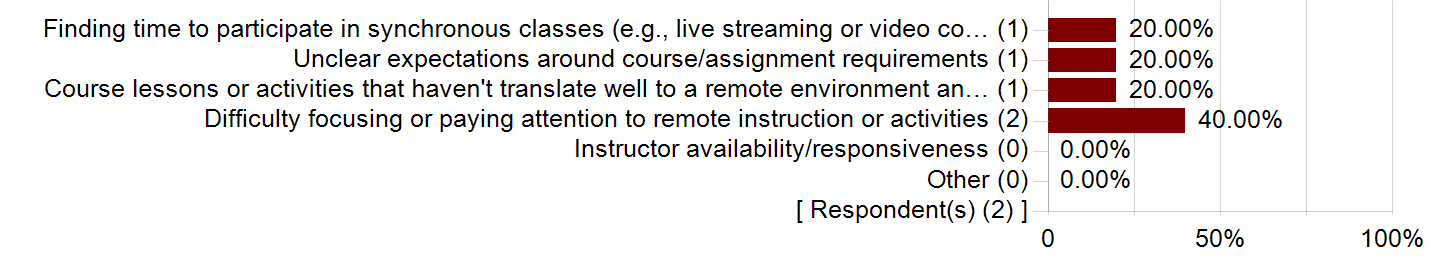 Finding time to participate in synchronous classes (e.g., live streaming or video co… (1) 20.00%
Unclear expectations around course/assignment requirements (1) 20.00%
Course lessons or activities that haven't translate well to a remote environment an… (1) 20.00%
Difficulty focusing or paying attention to remote instruction or activities (2) 40.00%
Instructor availability/responsiveness (0) 0.00%
Other (0) 0.00%
[ Respondent(s) (2) ]
0 50% 100%